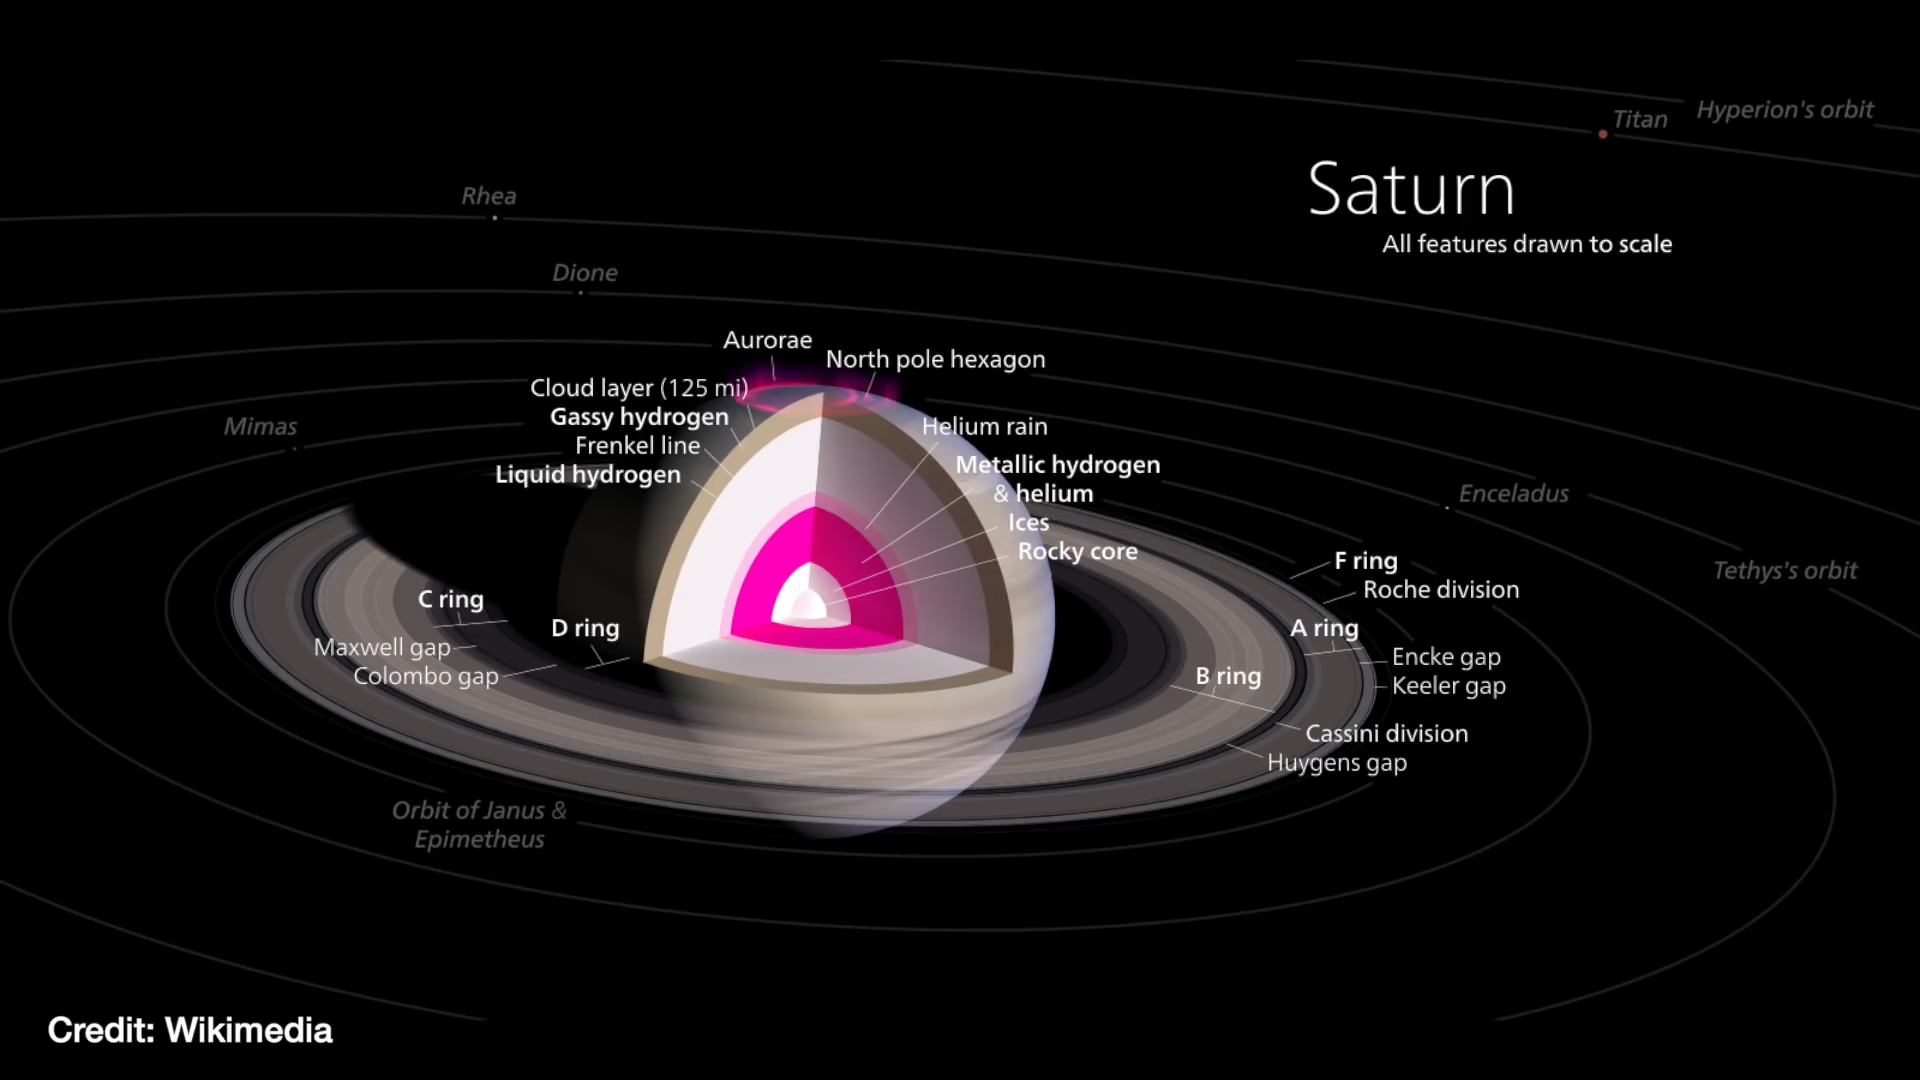 Hyperion's orbit
Titan
Saturn
All features drawn to scale
Rhea
Dione
Aurorae
North pole hexagon
Cloud layer (125 mi)
Gassy hydrogen
Frenkel line
Liquid hydrogen
Mimas
Helium rain
Metallic hydrogen
& helium
Ices
Rocky core
Enceladus
Tethys's orbit
F ring
Roche division
A ring
Encke gap
Keeler gap
B ring
Cassini division
Huygens gap
C ring
D ring
Maxwell gap
Colombo gap
Orbit of Janus &
Epimetheus
Credit: Wikimedia